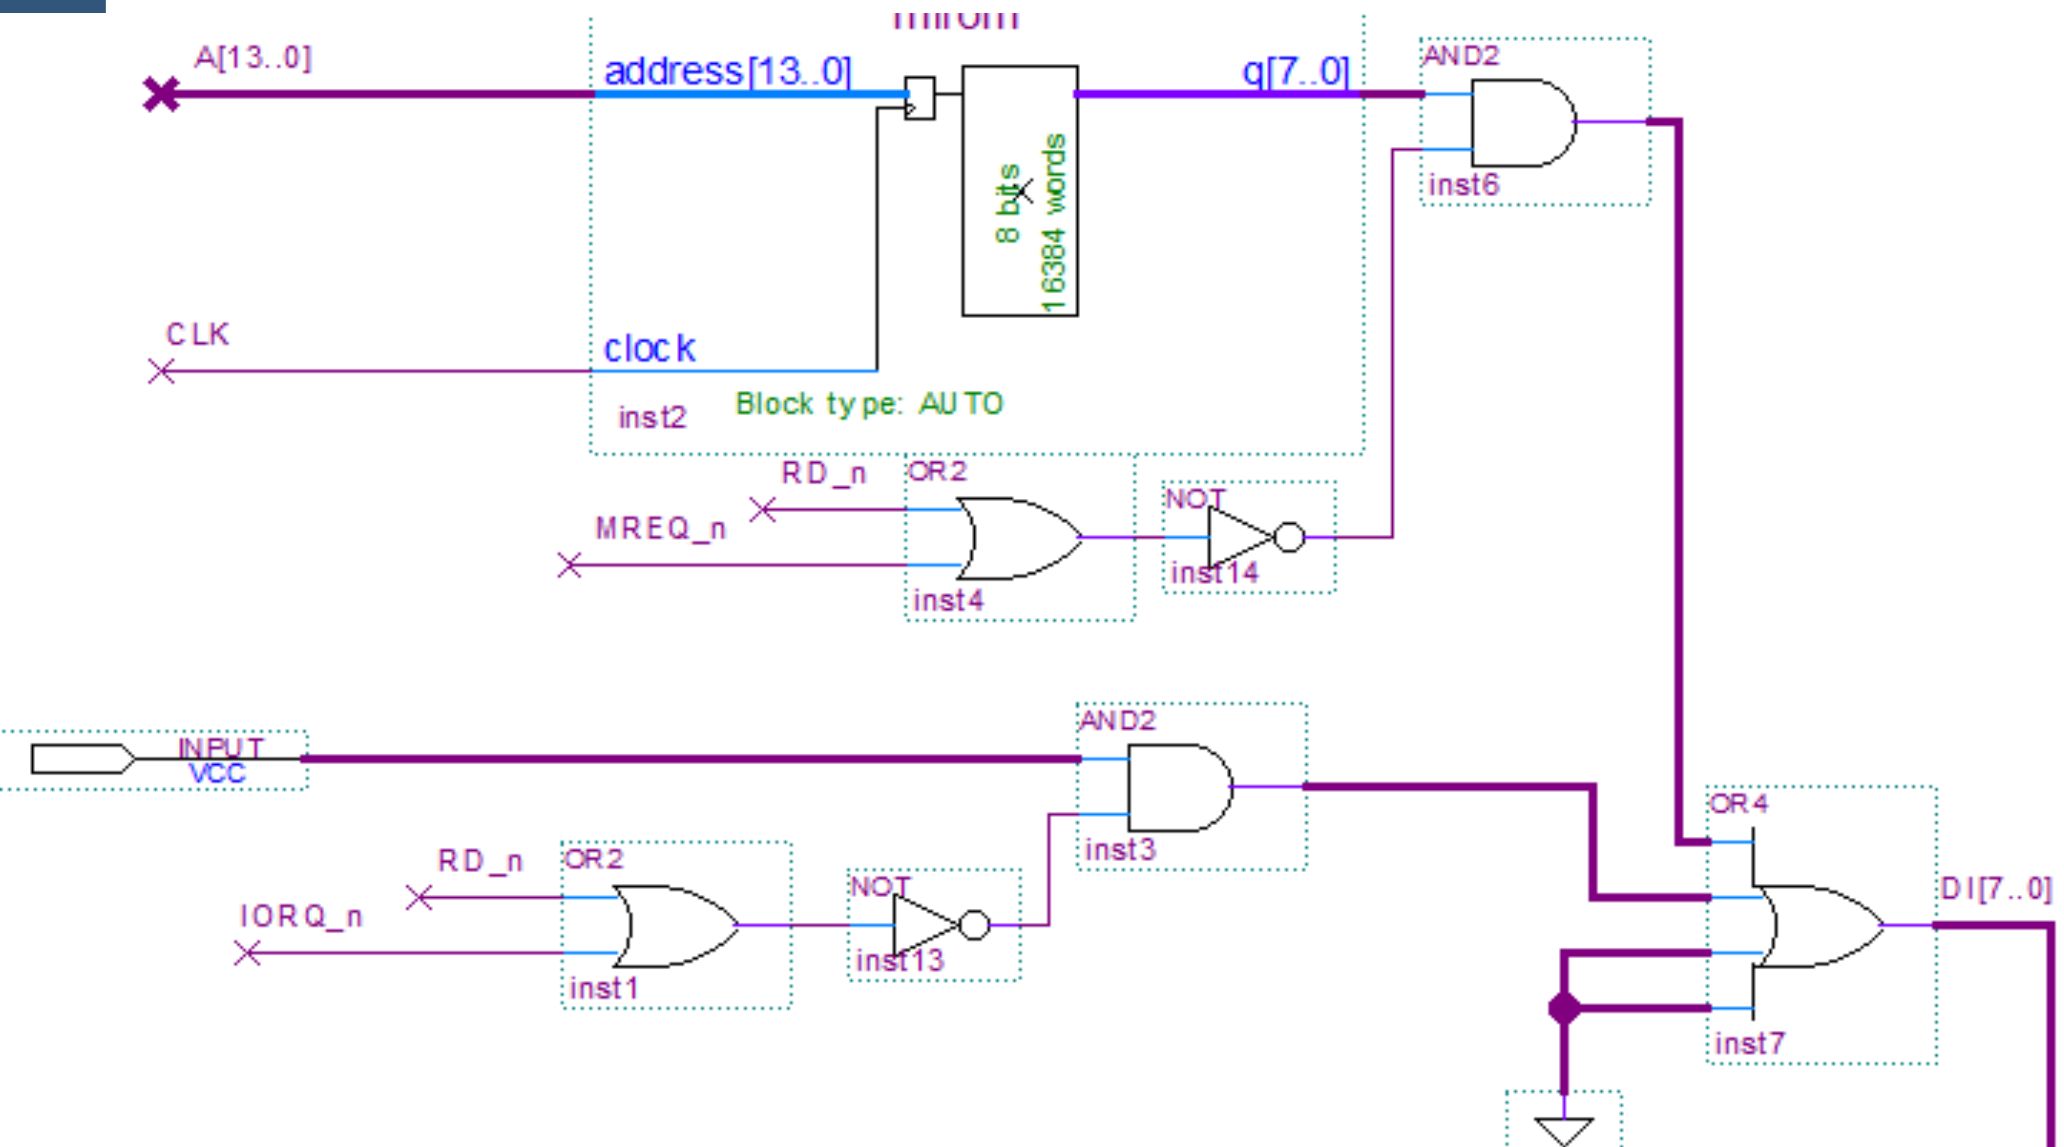 A[13..0]
address[13..0]
q[7..0]
AND2
8 bits
16384 words
inst6
CLK
clock
inst2
Block type: AUTO
RD_n
OR2
MREQ_n
NOT
inst14
inst4
INPUT
VCC
AND2
inst3
RD_n
OR2
IORQ_n
NOT
inst13
inst1
OR4
DI[7..0]
inst7